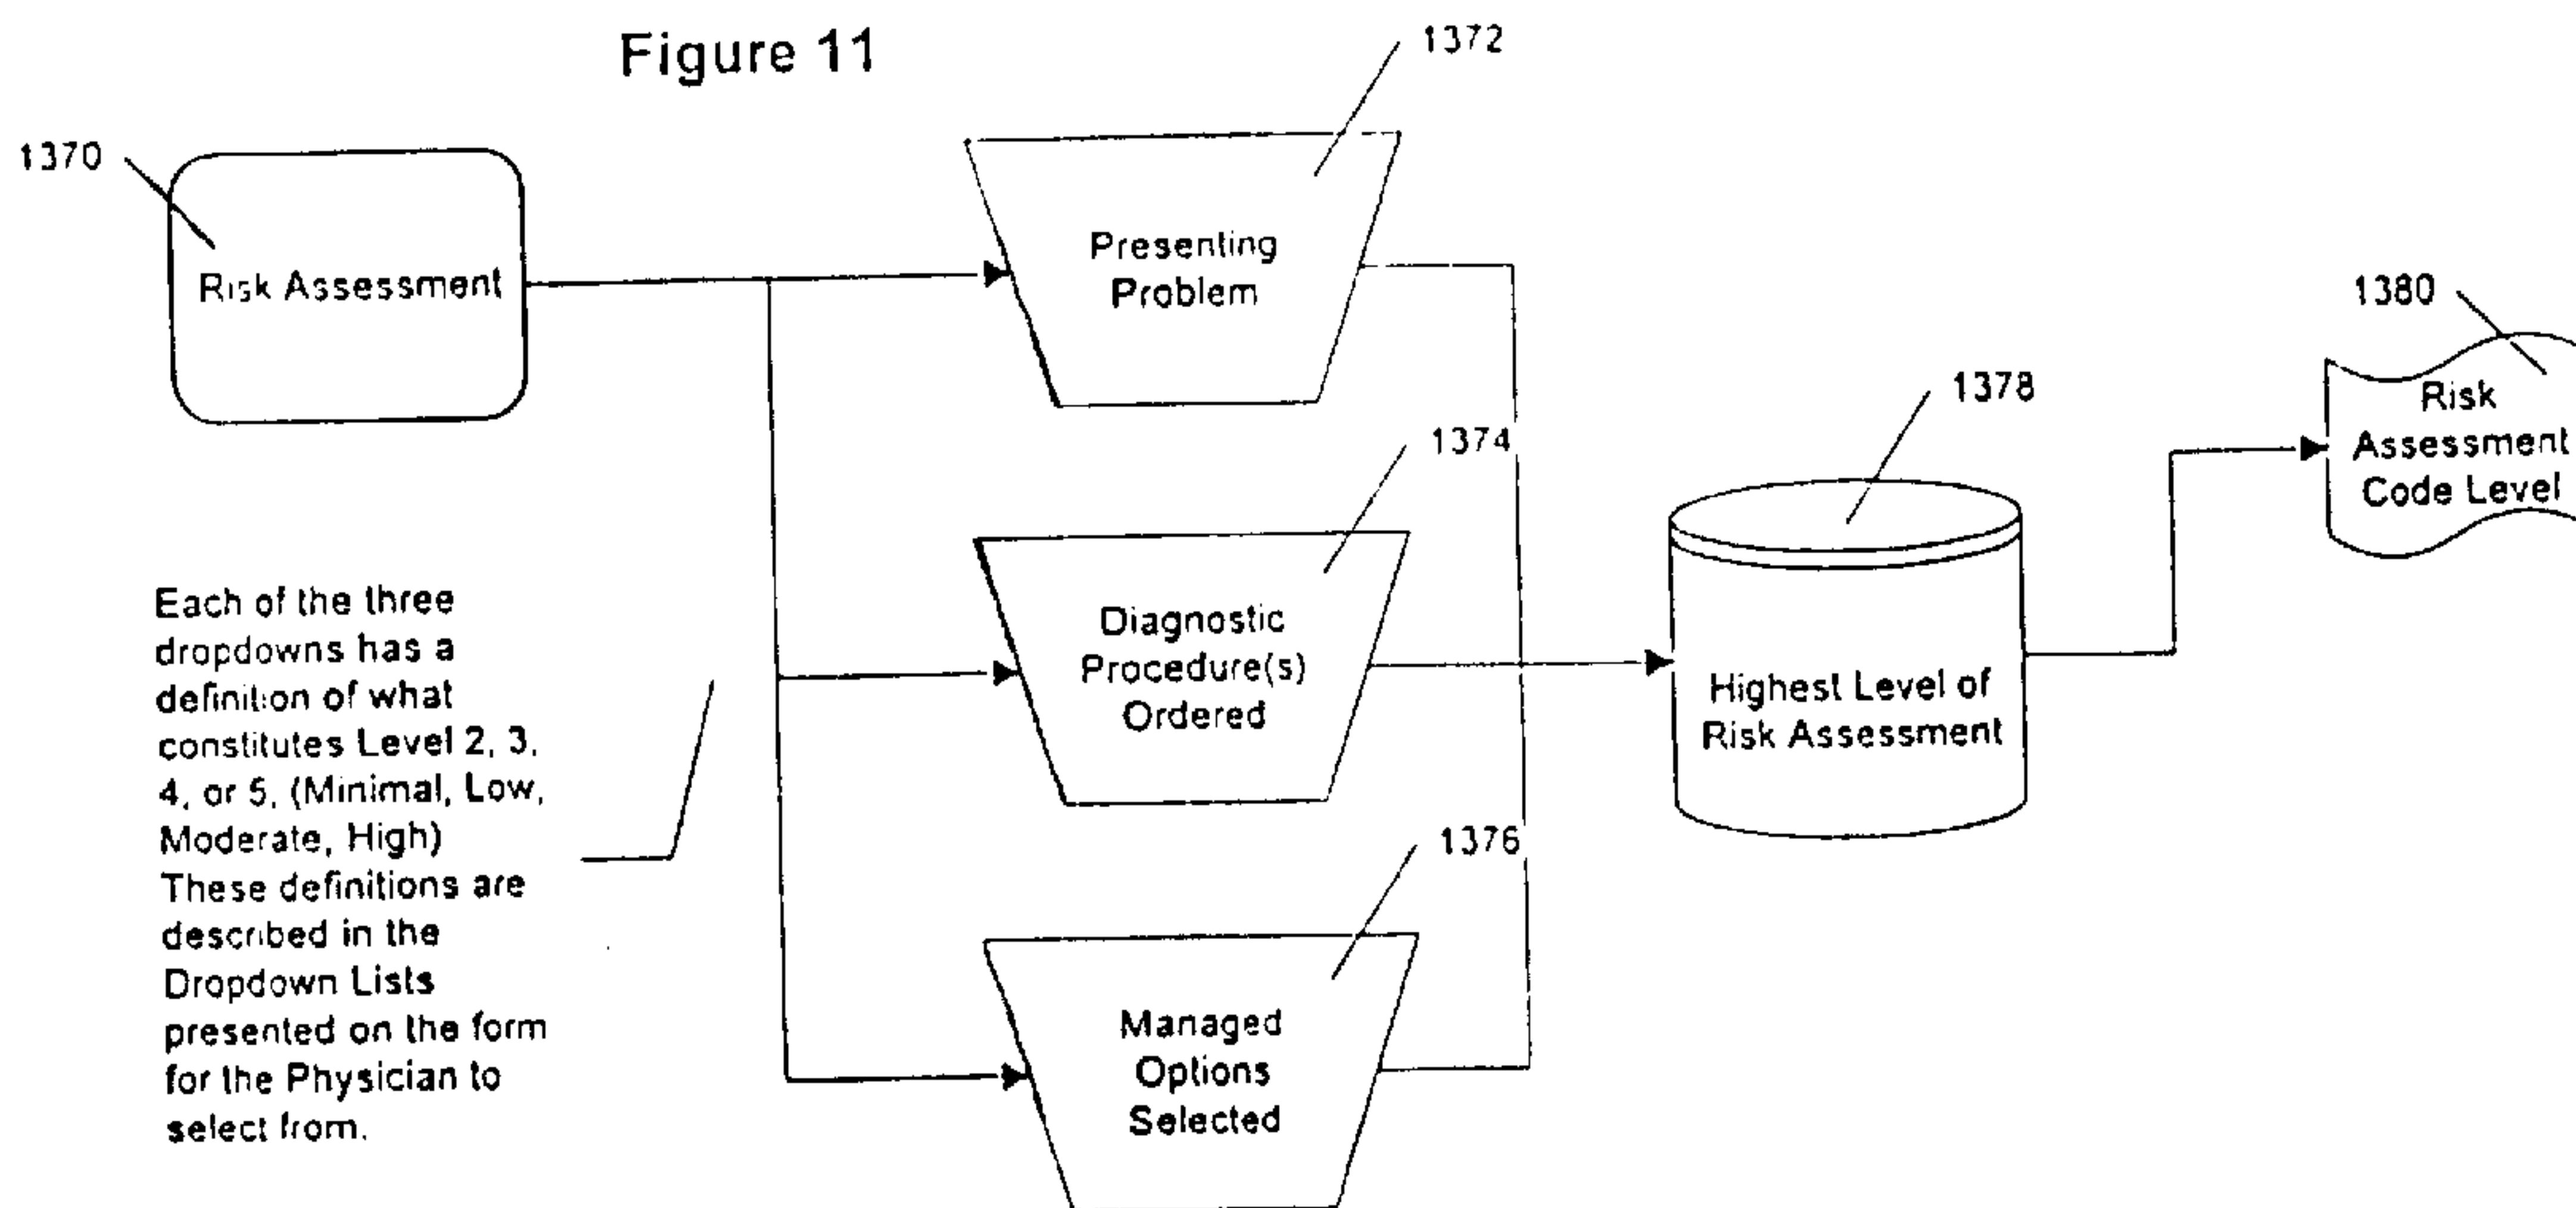 Figure 11
1370
Risk Assessment
1372
Presenting
Problem
1374
Diagnostic
Procedure(s)
Ordered
1376
Managed
Options
Selected
1378
Highest Level of
Risk Assessment
1380
Risk
Assessment
Code Level
Each of the three
dropdowns has a
definition of what
constitutes Level 2, 3,
4, or 5, (Minimal, Low,
Moderate, High)
These definitions are
described in the
Dropdown Lists
presented on the form
for the Physician to
select from.